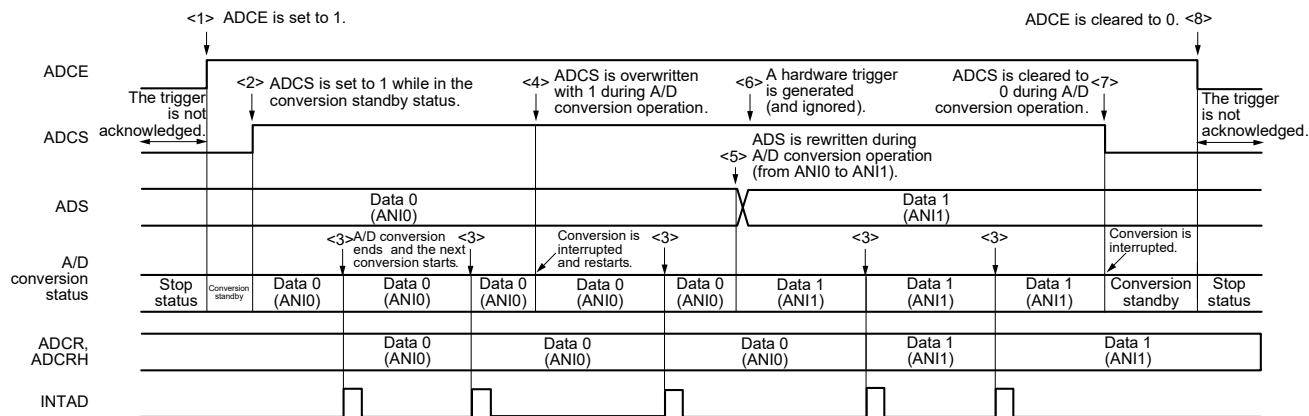 <1> ADCE is set to 1.
ADCE is cleared to 0. <8>
ADCE
<2> ADCS is set to 1 while in the
conversion standby status.
<4> ADCS is overwritten
with 1 during A/D
conversion operation.
<6> A hardware trigger
is generated
(and ignored).
ADCS is cleared to <7>
0 during A/D
conversion operation.
The trigger
is not
acknowledged.
The trigger
is not
acknowledged.
ADCS
<5> ADS is rewritten during
A/D conversion operation
(from ANI0 to ANI1).
ADS
Data 0
(ANI0)
Data 1
(ANI1)
<3> A/D conversion
ends and the next
conversion starts.
<3>
Conversion is
interrupted
and restarts.
<3>
<3>
<3>
Conversion is
interrupted.
A/D
conversion
status
Stop
status
Conversion
standby
Data 0
(ANI0)
Data 0
(ANI0)
Data 0
(ANI0)
Data 0
(ANI0)
Data 0
(ANI0)
Data 1
(ANI1)
Data 1
(ANI1)
Data 1
(ANI1)
Conversion
standby
Stop
status
ADCR,
ADCRH
Data 0
(ANI0)
Data 0
(ANI0)
Data 0
(ANI0)
Data 1
(ANI1)
Data 1
(ANI1)
INTAD